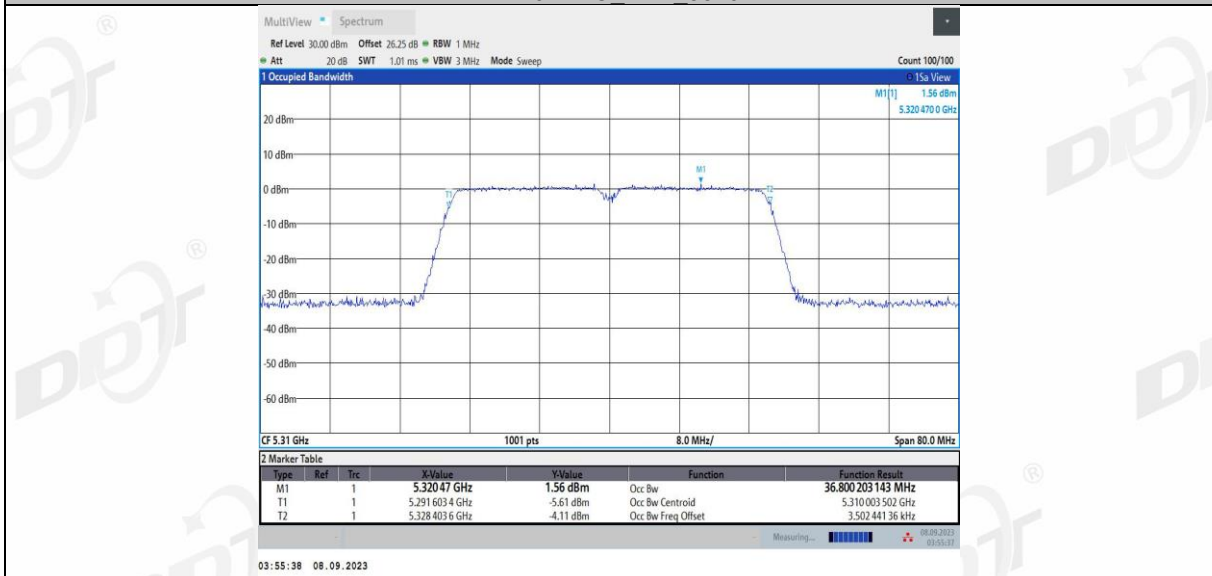 MultiView Spectrum
Ref Level 30.00 dBm Offset 26.25 dB RBW 1 MHz
Att 20 dB SWT 1.01 ms VBW 3 MHz Mode Sweep Count 100/100
1 Occupied Bandwidth 1Sa View
M1[1] 1.56 dBm
5.320 470 0 GHz
20 dBm
10 dBm
M1
0 dBm
T1 T2
-10 dBm
-20 dBm
-30 dBm
-40 dBm
-50 dBm
-60 dBm
CF 5.31 GHz 1001 pts 8.0 MHz/ Span 80.0 MHz
2 Marker Table
Type Ref Trc X-Value Y-Value Function Function Result
M1 1 5.320 47 GHz 1.56 dBm Occ Bw 36.800 203 143 MHz
T1 1 5.291 603 4 GHz -5.61 dBm Occ Bw Centroid 5.310 003 502 GHz
T2 1 5.328 403 6 GHz -4.11 dBm Occ Bw Freq Offset 3.502 441 36 kHz
Measuring... 08.09.2023
03:55:37
03:55:38 08.09.2023
DDT ®